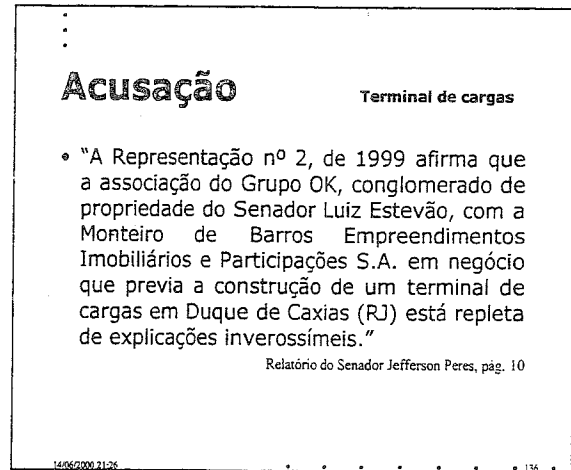 Acusação
Terminal de cargas
• "A Representação nº 2, de 1999 afirma que
a associação do Grupo OK, conglomerado de
propriedade do Senador Luiz Estevão, com a
Monteiro de Barros Empreendimentos
Imobiliários e Participações S.A. em negócio
que previa a construção de um terminal de
cargas em Duque de Caxias (RJ) está repleta
de explicações inverossímeis."
Relatório do Senador Jefferson Peres, pág. 10
14/06/2000 21:26
136